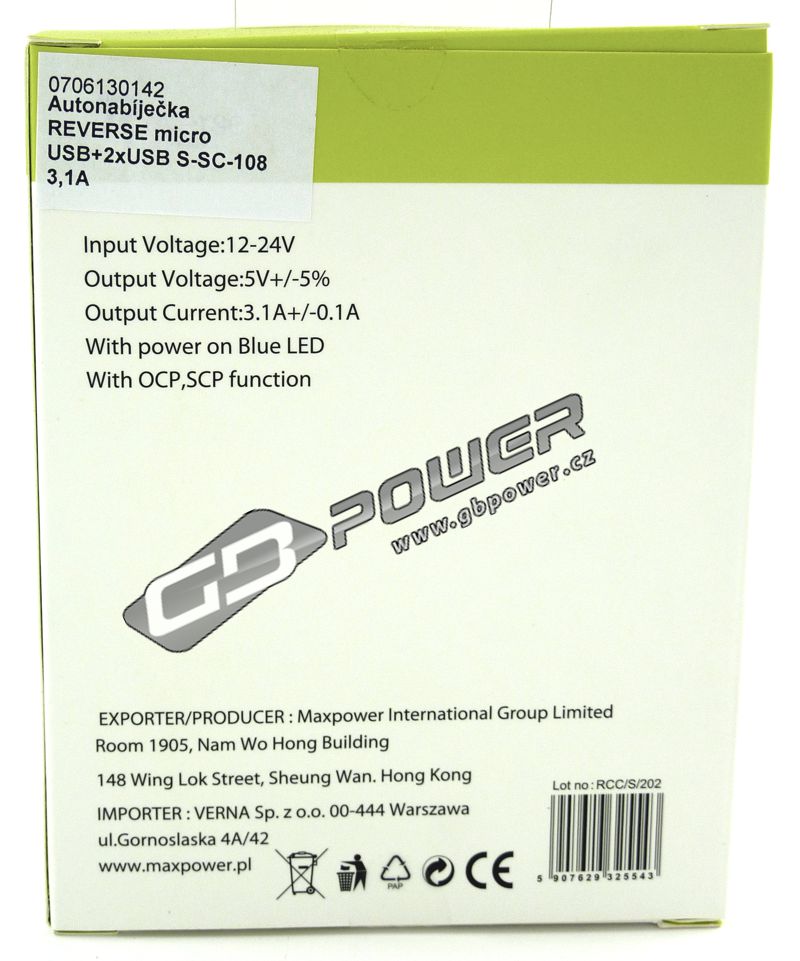 0706130142
Autonabíječka
REVERSE micro
USB+2xUSB S-SC-108
3,1A
Input Voltage:12-24V
Output Voltage:5V+/-5%
Output Current:3.1A+/-0.1A
With power on Blue LED
With OCP,SCP function
GB POWER
www.gbpower.cz
EXPORTER/PRODUCER : Maxpower International Group Limited
Room 1905, Nam Wo Hong Building
148 Wing Lok Street, Sheung Wan. Hong Kong
IMPORTER : VERNA Sp. z o.o. 00-444 Warszawa
ul.Gornoslaska 4A/42
www.maxpower.pl
PAP
CE
Lot no : RCC/S/202
5 907629 325543